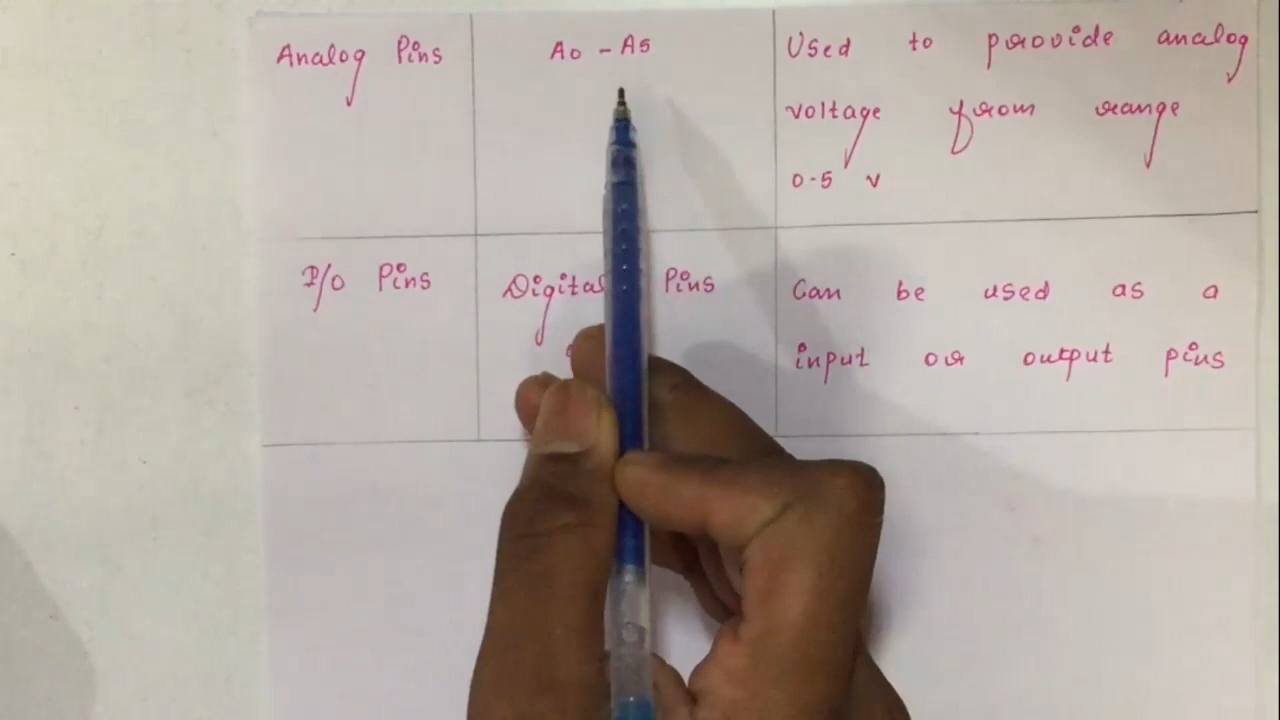 Analog Pins
A0 - A5
Used to provide analog
voltage from range
0-5 V
I/O Pins
Digital Pins
Can be used as a
input or output pins